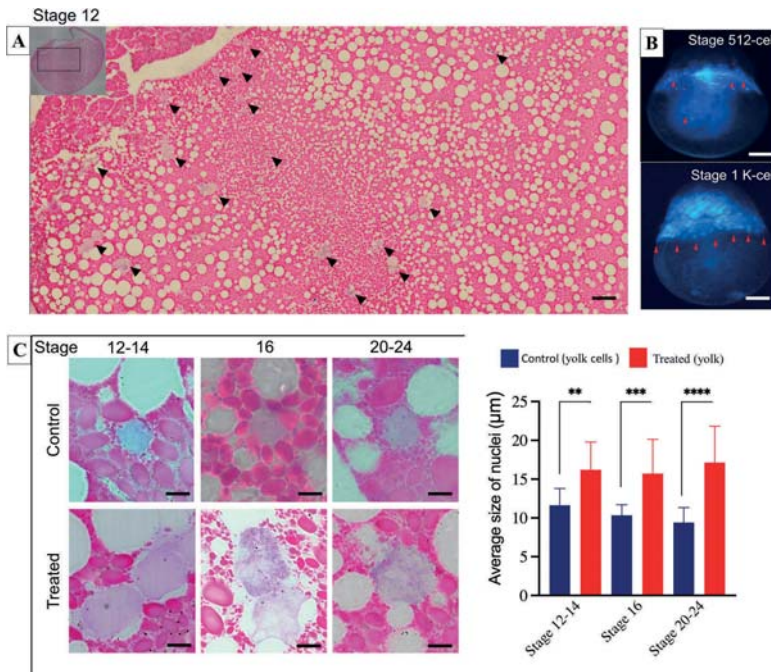 Stage 12
A
B
Stage 512-cel
Stage 1 K-cel
C
Stage
12-14
16
20-24
Control
Treated
Control (yolk cells)
Treated (yolk)
**
***
****
Average size of nuclei (µm)
25
20
15
10
5
0
Stage 12-14
Stage 16
Stage 20-24